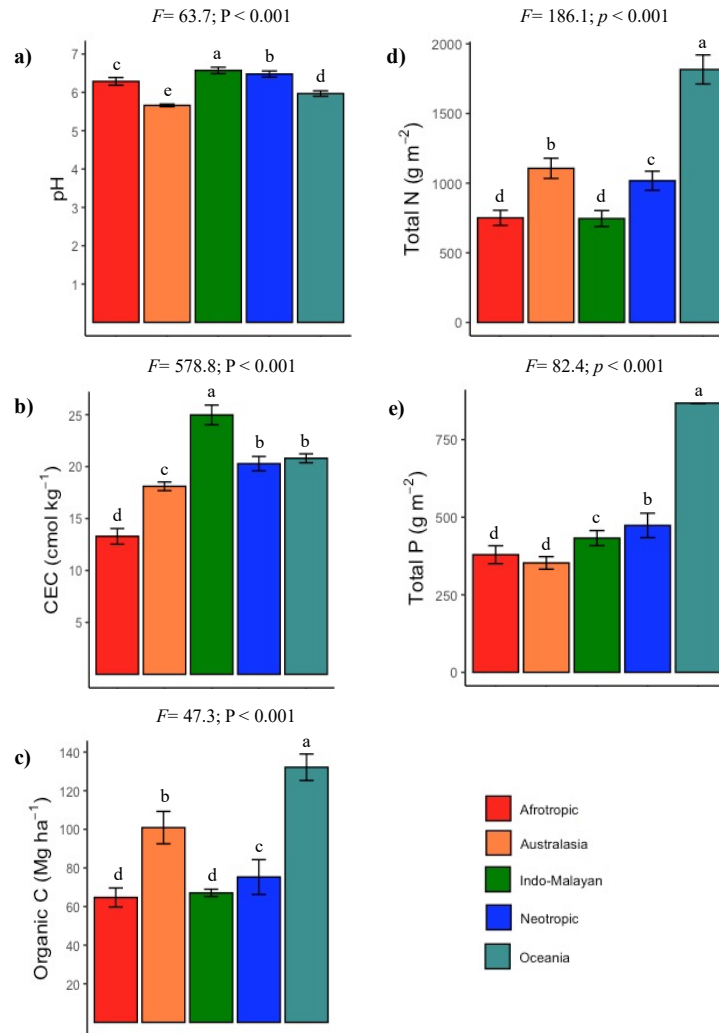 F= 63.7; P < 0.001
a)
7
6
5
4
3
2
1
pH
c
e
a
b
d
F= 578.8; P < 0.001
b)
25
20
15
10
5
CEC (cmol kg⁻¹)
d
c
a
b
b
F= 47.3; P < 0.001
c)
140
120
100
80
60
40
20
Organic C (Mg ha⁻¹)
d
b
d
c
a
F= 186.1; p < 0.001
d)
2000
1500
1000
500
0
Total N (g m⁻²)
d
b
d
c
a
F= 82.4; p < 0.001
e)
750
500
250
0
Total P (g m⁻²)
d
d
c
b
a
Afrotropic
Australasia
Indo-Malayan
Neotropic
Oceania